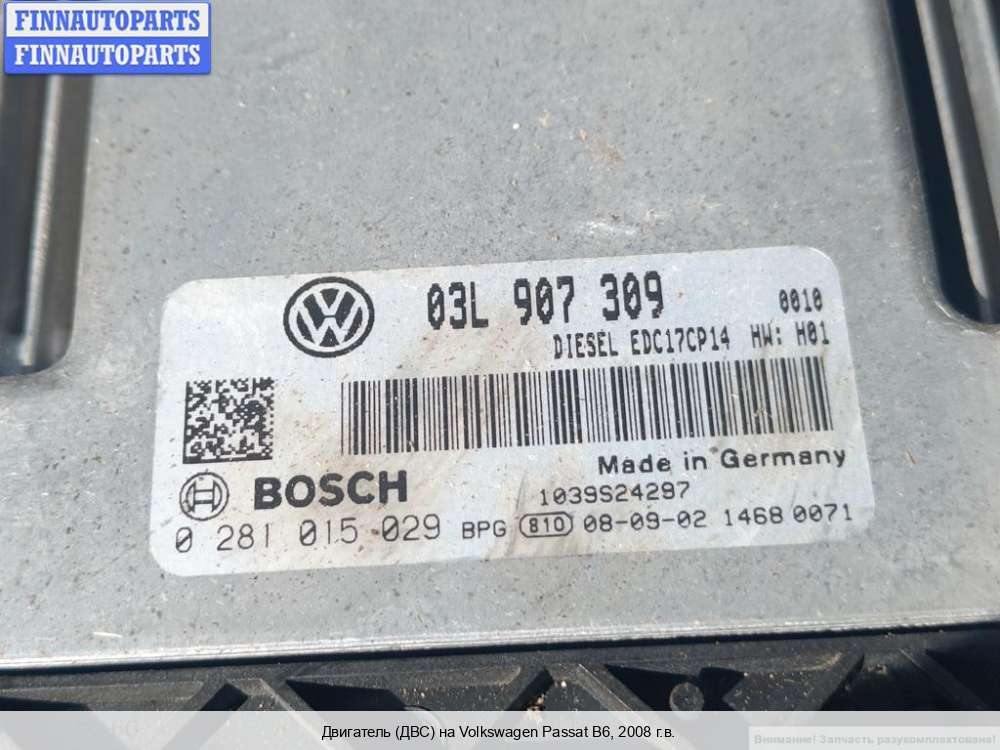 FINNAUTOPARTS
FINNAUTOPARTS
03L 907 309
0010
DIESEL EDC17CP14 HW: H01
Made in Germany
BOSCH
1039S24297
0 281 015 029 BPG 810 08-09-02 1468 0071
Двигатель (ДВС) на Volkswagen Passat B6, 2008 г.в.
Внимание! Запчасть разукомплектована!